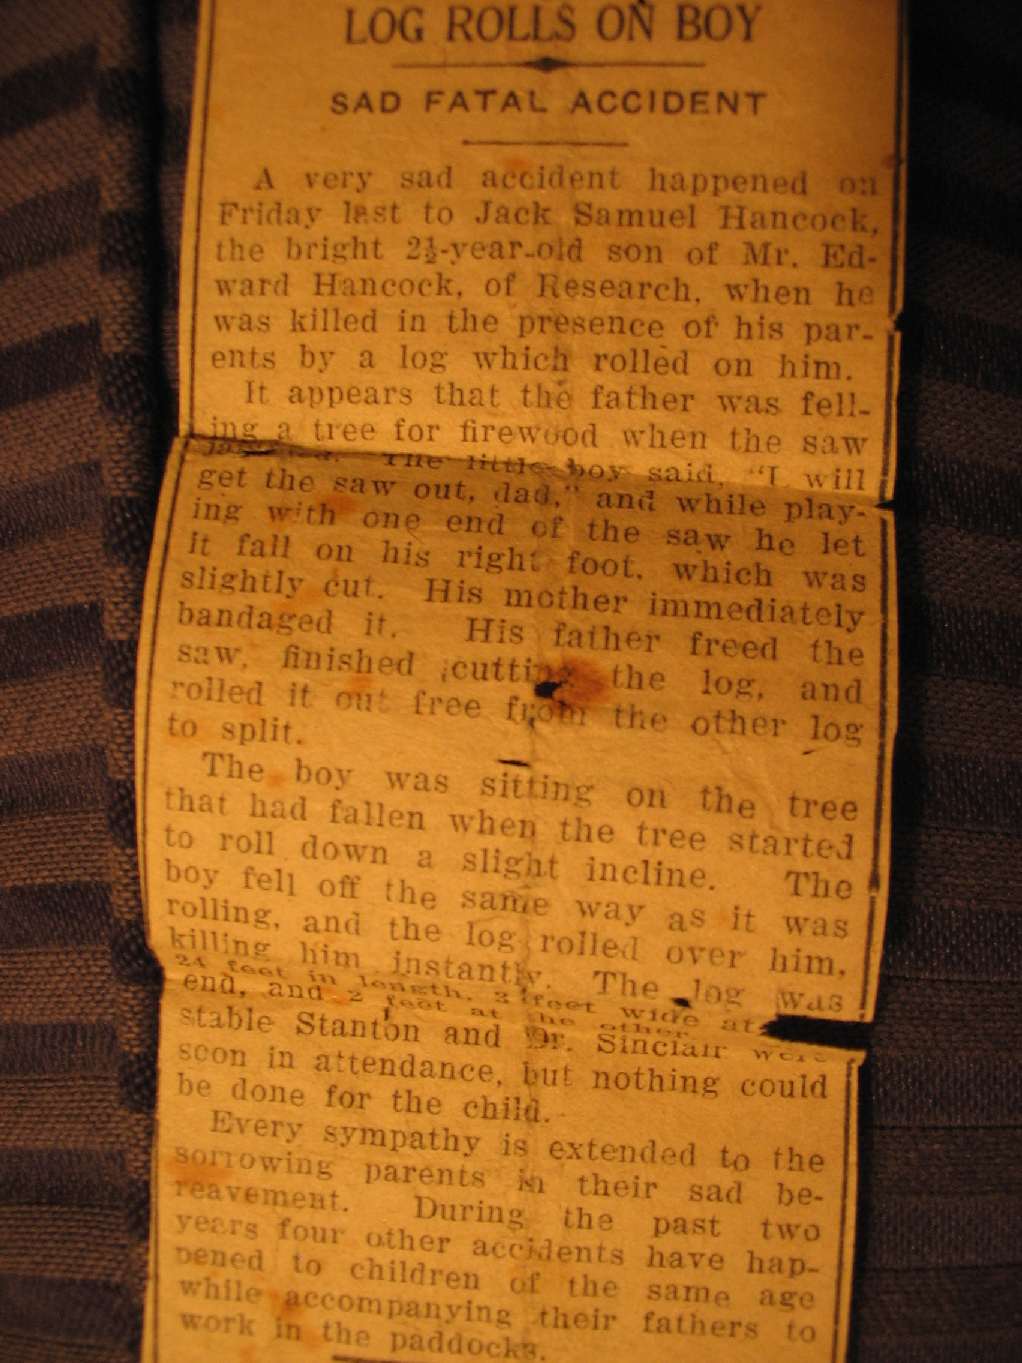 LOG ROLLS ON BOY
SAD FATAL ACCIDENT
A very sad accident happened on
Friday last to Jack Samuel Hancock,
the bright 2½-year-old son of Mr. Ed-
ward Hancock, of Research, when he
was killed in the presence of his par-
ents by a log which rolled on him.
It appears that the father was fell-
ing a tree for firewood when the saw
The little boy said, "I will
get the saw out, dad," and while play-
ing with one end of the saw he let
it fall on his right foot, which was
slightly cut. His mother immediately
bandaged it. His father freed the
saw, finished cutting the log, and
rolled it out free from the other log
to split.
The boy was sitting on the tree
that had fallen when the tree started
to roll down a slight incline. The
boy fell off the same way as it was
rolling, and the log rolled over him,
killing him instantly. The log was
24 feet in length, 3 feet wide at
end, and 2 feet at the other
stable Stanton and Dr. Sinclair were
soon in attendance, but nothing could
be done for the child.
Every sympathy is extended to the
sorrowing parents in their sad be-
reavement. During the past two
years four other accidents have hap-
pened to children of the same age
while accompanying their fathers to
work in the paddocks.